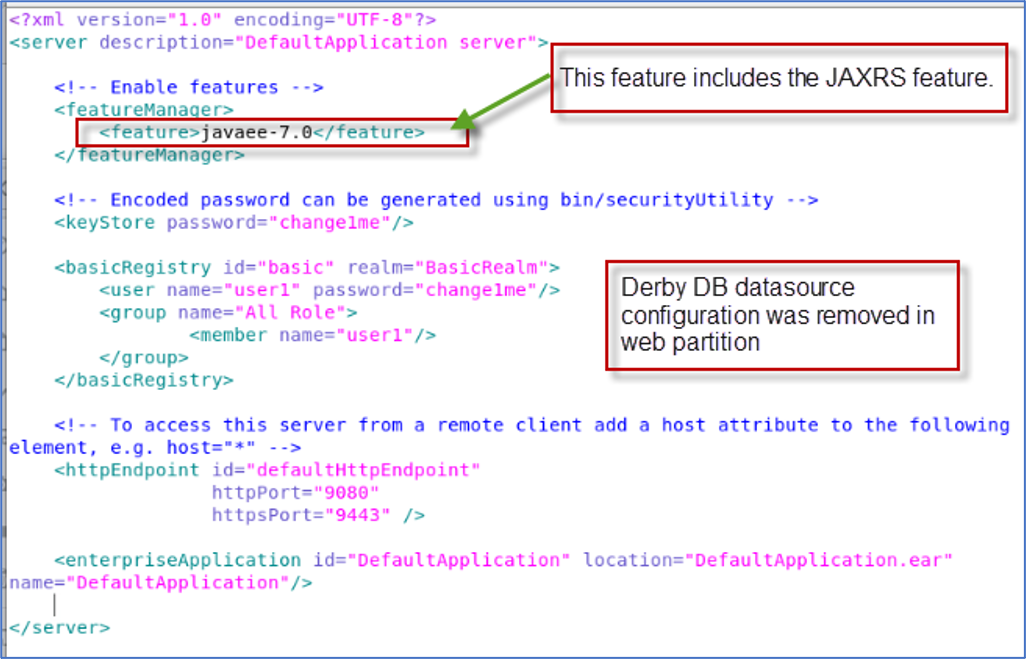 <?xml version="1.0" encoding="UTF-8"?>
<server description="DefaultApplication server">
<!-- Enable features -->
This feature includes the JAXRS feature.
<featureManager>
<feature>javaee-7.0</feature>
</featureManager>
<!-- Encoded password can be generated using bin/securityUtility -->
<keyStore password="change1me"/>
<basicRegistry id="basic" realm="BasicRealm">
<user name="user1" password="change1me"/>
<group name="All Role">
<member name="user1"/>
</group>
</basicRegistry>
Derby DB datasource
configuration was removed in
web partition
<!-- To access this server from a remote client add a host attribute to the following
element, e.g. host="*" -->
<httpEndpoint id="defaultHttpEndpoint"
httpPort="9080"
httpsPort="9443" />
<enterpriseApplication id="DefaultApplication" location="DefaultApplication.ear"
name="DefaultApplication"/>
</server>